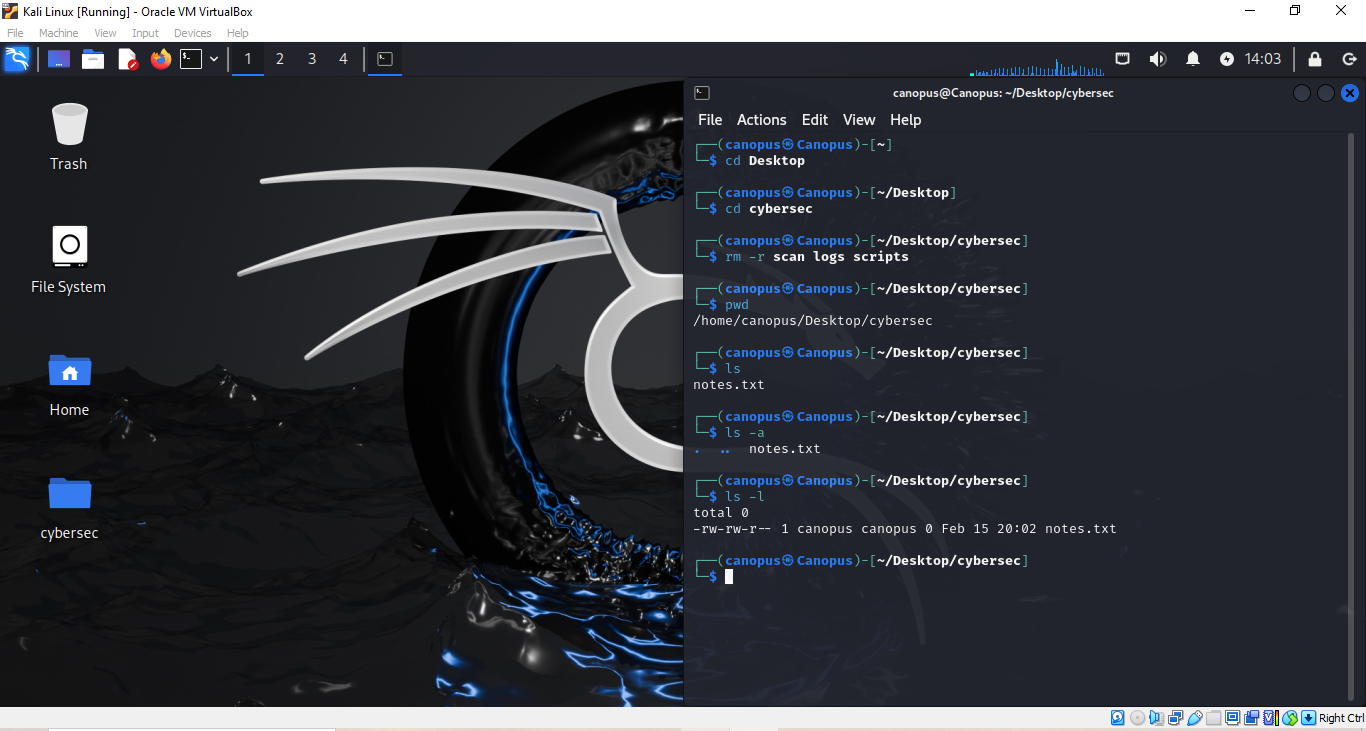 Kali Linux [Running] - Oracle VM VirtualBox
File Machine View Input Devices Help
1 2 3 4 14:03
canopus@Canopus: ~/Desktop/cybersec
File Actions Edit View Help
Trash
File System
Home
cybersec
┌──(canopus㉿Canopus)-[~]
└─$ cd Desktop
┌──(canopus㉿Canopus)-[~/Desktop]
└─$ cd cybersec
┌──(canopus㉿Canopus)-[~/Desktop/cybersec]
└─$ rm -r scan logs scripts
┌──(canopus㉿Canopus)-[~/Desktop/cybersec]
└─$ pwd
/home/canopus/Desktop/cybersec
┌──(canopus㉿Canopus)-[~/Desktop/cybersec]
└─$ ls
notes.txt
┌──(canopus㉿Canopus)-[~/Desktop/cybersec]
└─$ ls -a
. .. notes.txt
┌──(canopus㉿Canopus)-[~/Desktop/cybersec]
└─$ ls -l
total 0
-rw-rw-r-- 1 canopus canopus 0 Feb 15 20:02 notes.txt
┌──(canopus㉿Canopus)-[~/Desktop/cybersec]
└─$
Right Ctrl